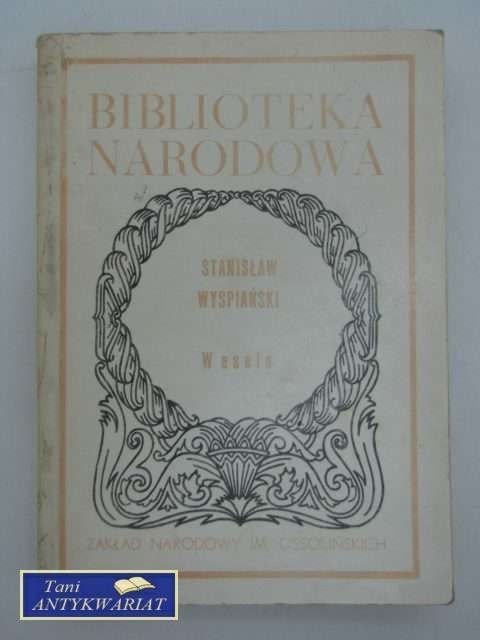 BIBLIOTEKA
NARODOWA
STANISŁAW
WYSPIAŃSKI
Wesele
ZAKŁAD NARODOWY IM. OSSOLIŃSKICH
Tani
ANTYKWARIAT